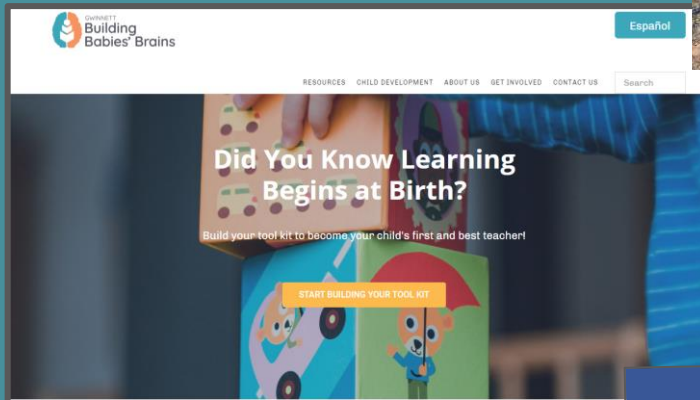 GWINNETT
Building
Babies' Brains
Español
RESOURCES CHILD DEVELOPMENT ABOUT US GET INVOLVED CONTACT US Search
Did You Know Learning
Begins at Birth?
Build your tool kit to become your child's first and best teacher!
START BUILDING YOUR TOOL KIT